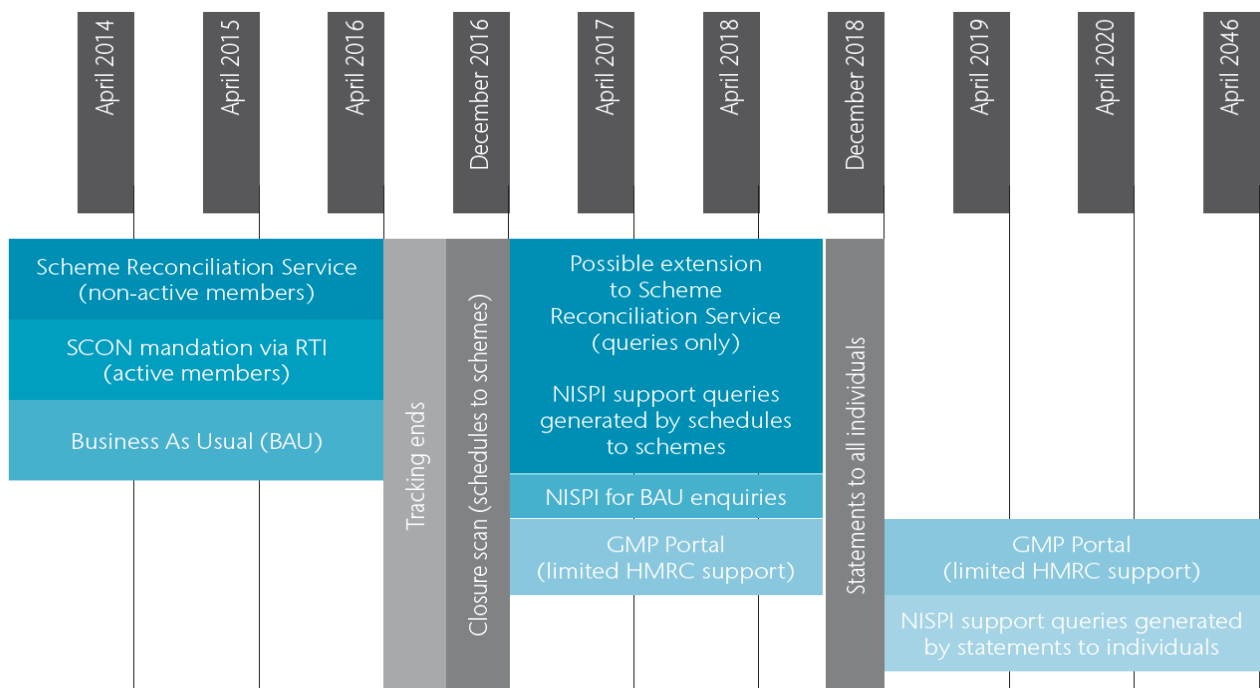 April 2014
April 2015
April 2016
December 2016
April 2017
April 2018
December 2018
April 2019
April 2020
April 2046
Scheme Reconciliation Service
(non-active members)
SCON mandation via RTI
(active members)
Business As Usual (BAU)
Tracking ends
Closure scan (schedules to schemes)
Possible extension
to Scheme
Reconciliation Service
(queries only)
NISPI support queries
generated by schedules
to schemes
NISPI for BAU enquiries
GMP Portal
(limited HMRC support)
Statements to all individuals
GMP Portal
(limited HMRC support)
NISPI support queries generated
by statements to individuals